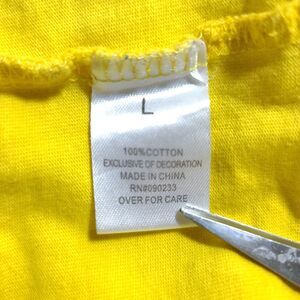 L
100%COTTON
EXCLUSIVE OF DECORATION
MADE IN CHINA
RN#090233
OVER FOR CARE